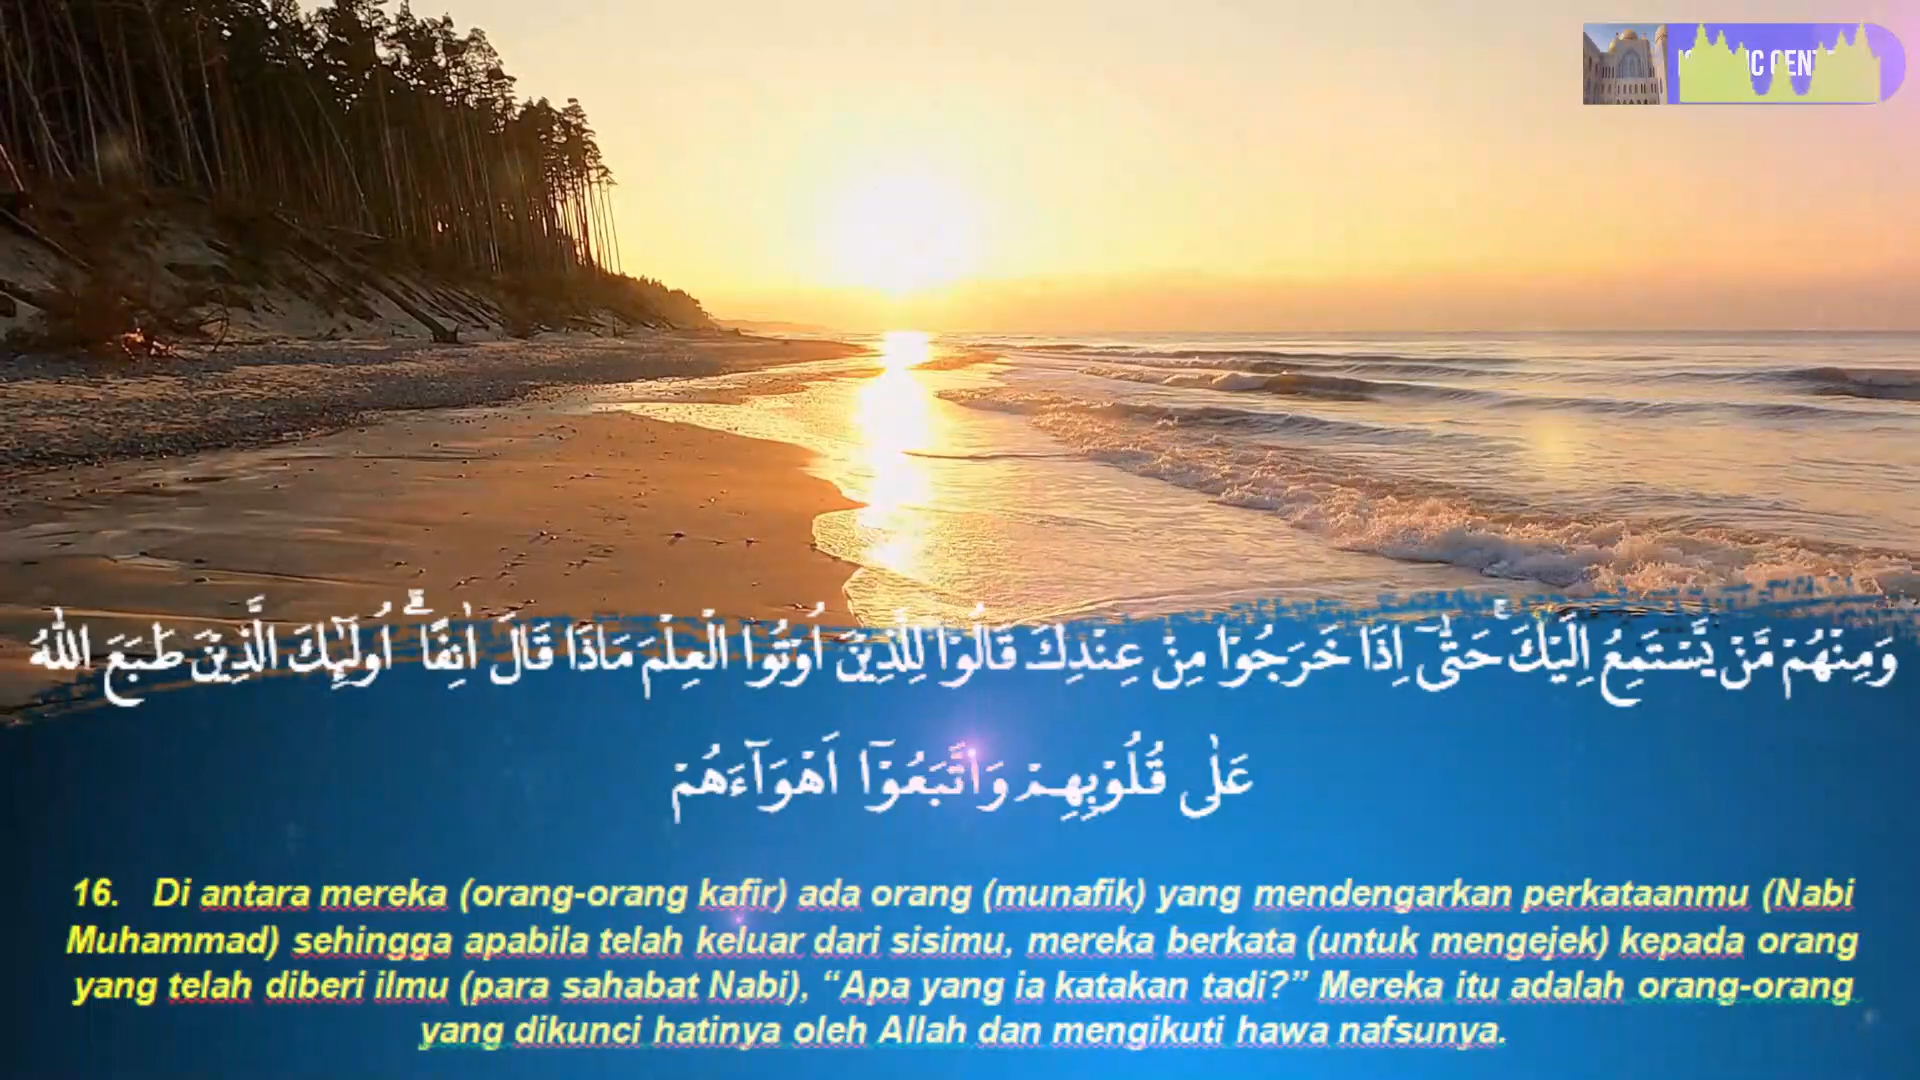 وَمِنْهُمْ مَّنْ يَّسْتَمِعُ اِلَيْكَۚ حَتّٰىٓ اِذَا خَرَجُوْا مِنْ عِنْدِكَ قَالُوْا لِلَّذِيْنَ اُوْتُوا الْعِلْمَ مَاذَا قَالَ اٰنِفًاۗ اُولٰۤىِٕكَ الَّذِيْنَ طَبَعَ اللّٰهُ
عَلٰى قُلُوْبِهِمْ وَاتَّبَعُوْٓا اَهْوَاۤءَهُمْ
16. Di antara mereka (orang-orang kafir) ada orang (munafik) yang mendengarkan perkataanmu (Nabi
Muhammad) sehingga apabila telah keluar dari sisimu, mereka berkata (untuk mengejek) kepada orang
yang telah diberi ilmu (para sahabat Nabi), “Apa yang ia katakan tadi?” Mereka itu adalah orang-orang
yang dikunci hatinya oleh Allah dan mengikuti hawa nafsunya.